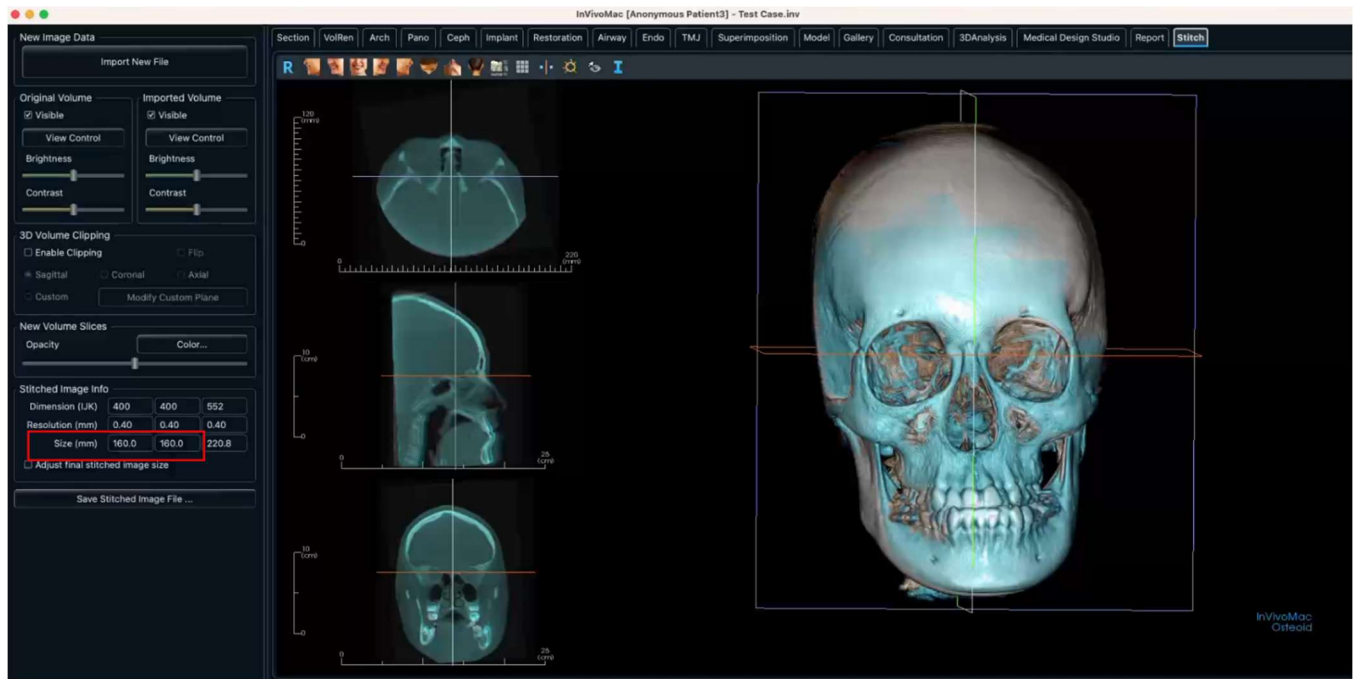 InVivoMac [Anonymous Patient3] - Test Case.inv
Section VolRen Arch Pano Ceph Implant Restoration Airway Endo TMJ Superimposition Model Gallery Consultation 3DAnalysis Medical Design Studio Report Stitch
R I
New Image Data
Import New File
Original Volume Imported Volume
Visible Visible
View Control View Control
Brightness Brightness
Contrast Contrast
3D Volume Clipping
Enable Clipping Flip
Sagittal Coronal Axial
Custom Modify Custom Plane
New Volume Slices
Opacity Color...
Stitched Image Info
Dimension (IJK) 400 400 552
Resolution (mm) 0.40 0.40 0.40
Size (mm) 160.0 160.0 220.8
Adjust final stitched image size
Save Stitched Image File ...
120
(mm)
0
0 220
(mm)
10
(cm)
0
0 25
(cm)
10
(cm)
0
0 25
(cm)
InVivoMac
Osteoid